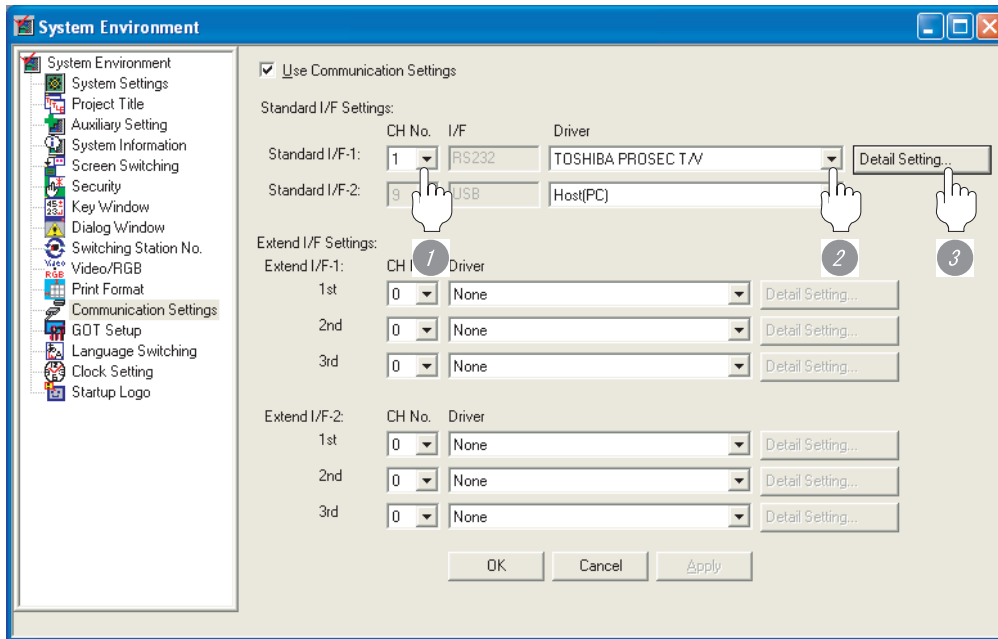 System Environment
System Environment
System Settings
Project Title
Auxiliary Setting
System Information
Screen Switching
Security
Key Window
Dialog Window
Switching Station No.
Video/RGB
Print Format
Communication Settings
GOT Setup
Language Switching
Clock Setting
Startup Logo
Use Communication Settings
Standard I/F Settings:
CH No. I/F Driver
Standard I/F-1: 1 RS232 TOSHIBA PROSEC T/V Detail Setting...
Standard I/F-2: 9 USB Host(PC)
1 2 3
Extend I/F Settings:
Extend I/F-1: CH Driver
1st 0 None Detail Setting...
2nd 0 None Detail Setting...
3rd 0 None Detail Setting...
Extend I/F-2: CH No. Driver
1st 0 None Detail Setting...
2nd 0 None Detail Setting...
3rd 0 None Detail Setting...
OK Cancel Apply